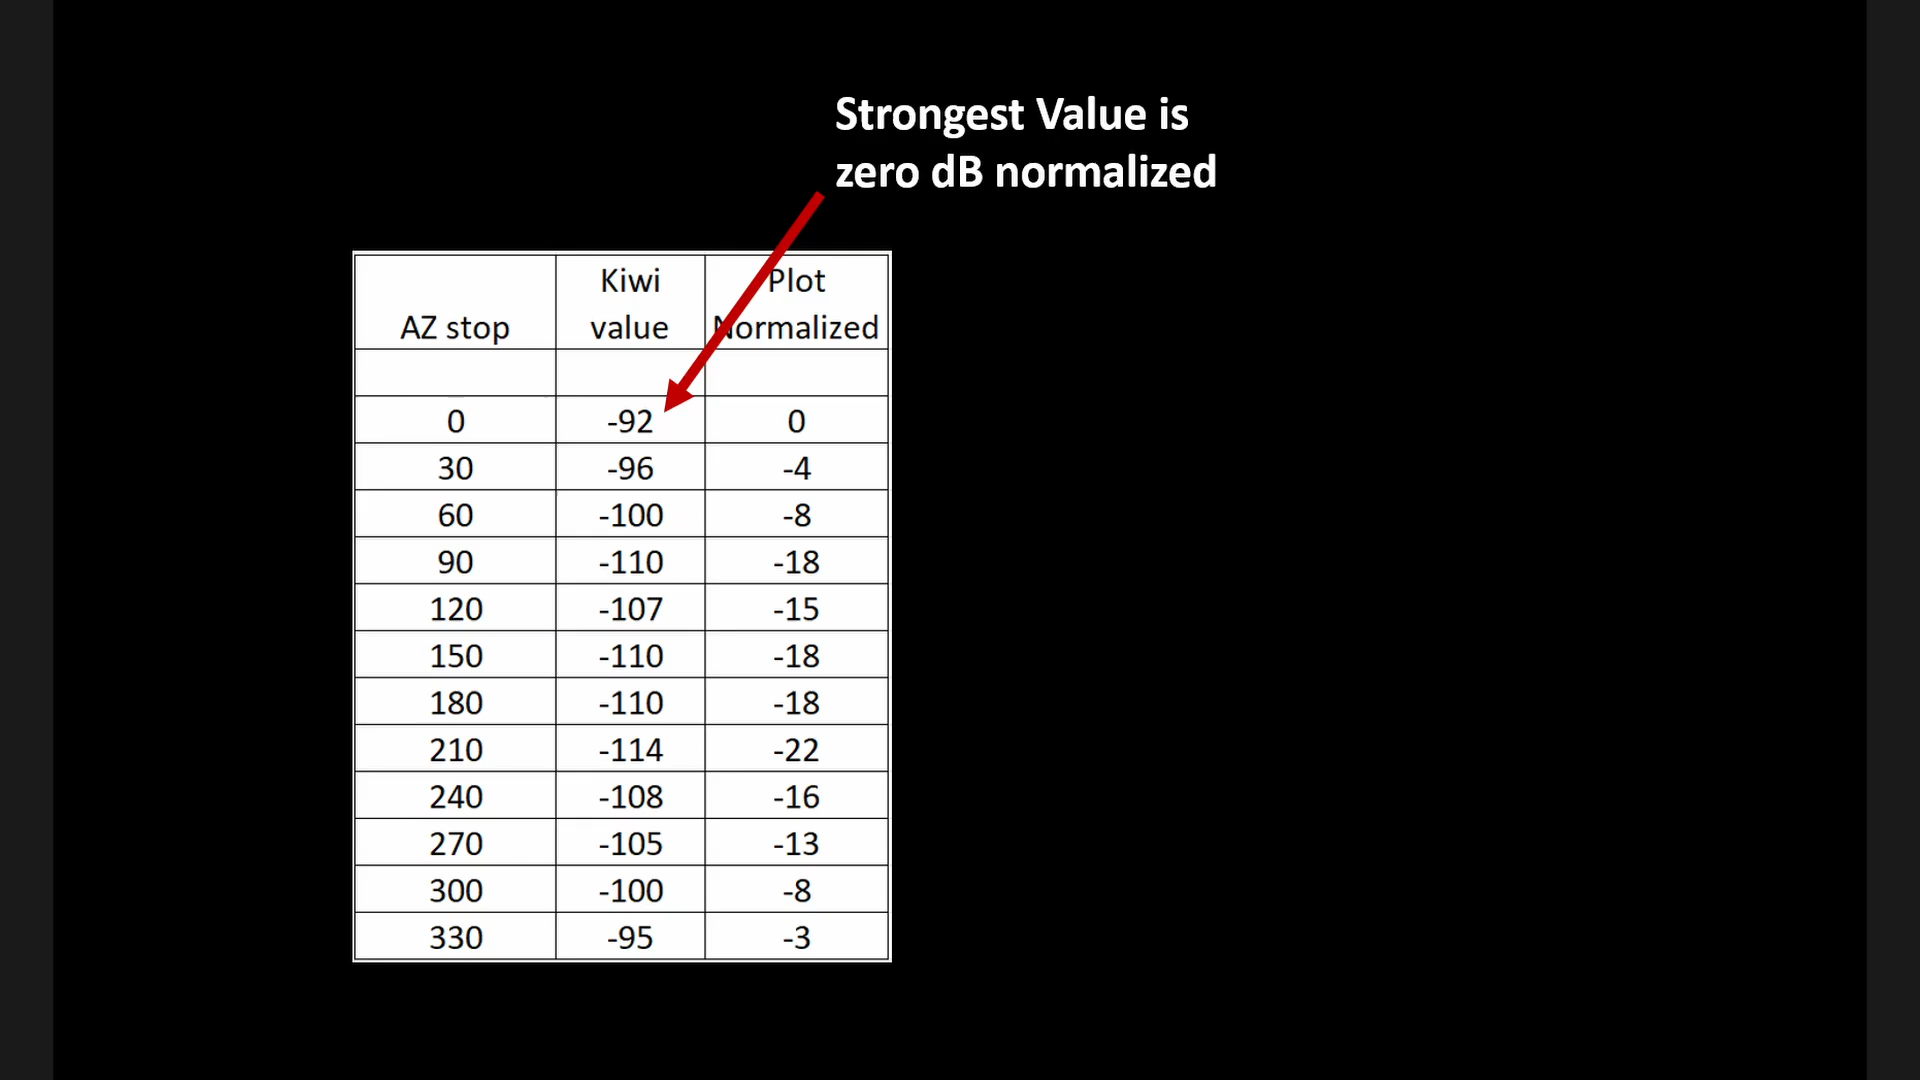 Strongest Value is
zero dB normalized
Kiwi Plot
AZ stop value Normalized
0 -92 0
30 -96 -4
60 -100 -8
90 -110 -18
120 -107 -15
150 -110 -18
180 -110 -18
210 -114 -22
240 -108 -16
270 -105 -13
300 -100 -8
330 -95 -3